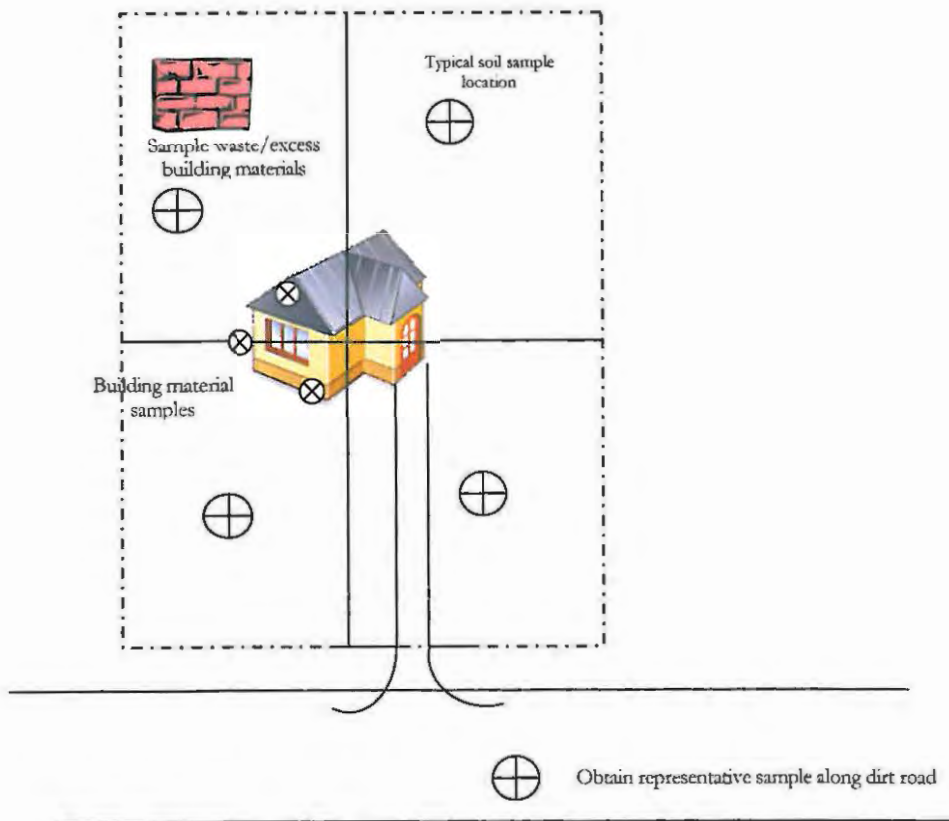 Typical soil sample
location
Sample waste/excess
building materials
Building material
samples
Obtain representative sample along dirt road